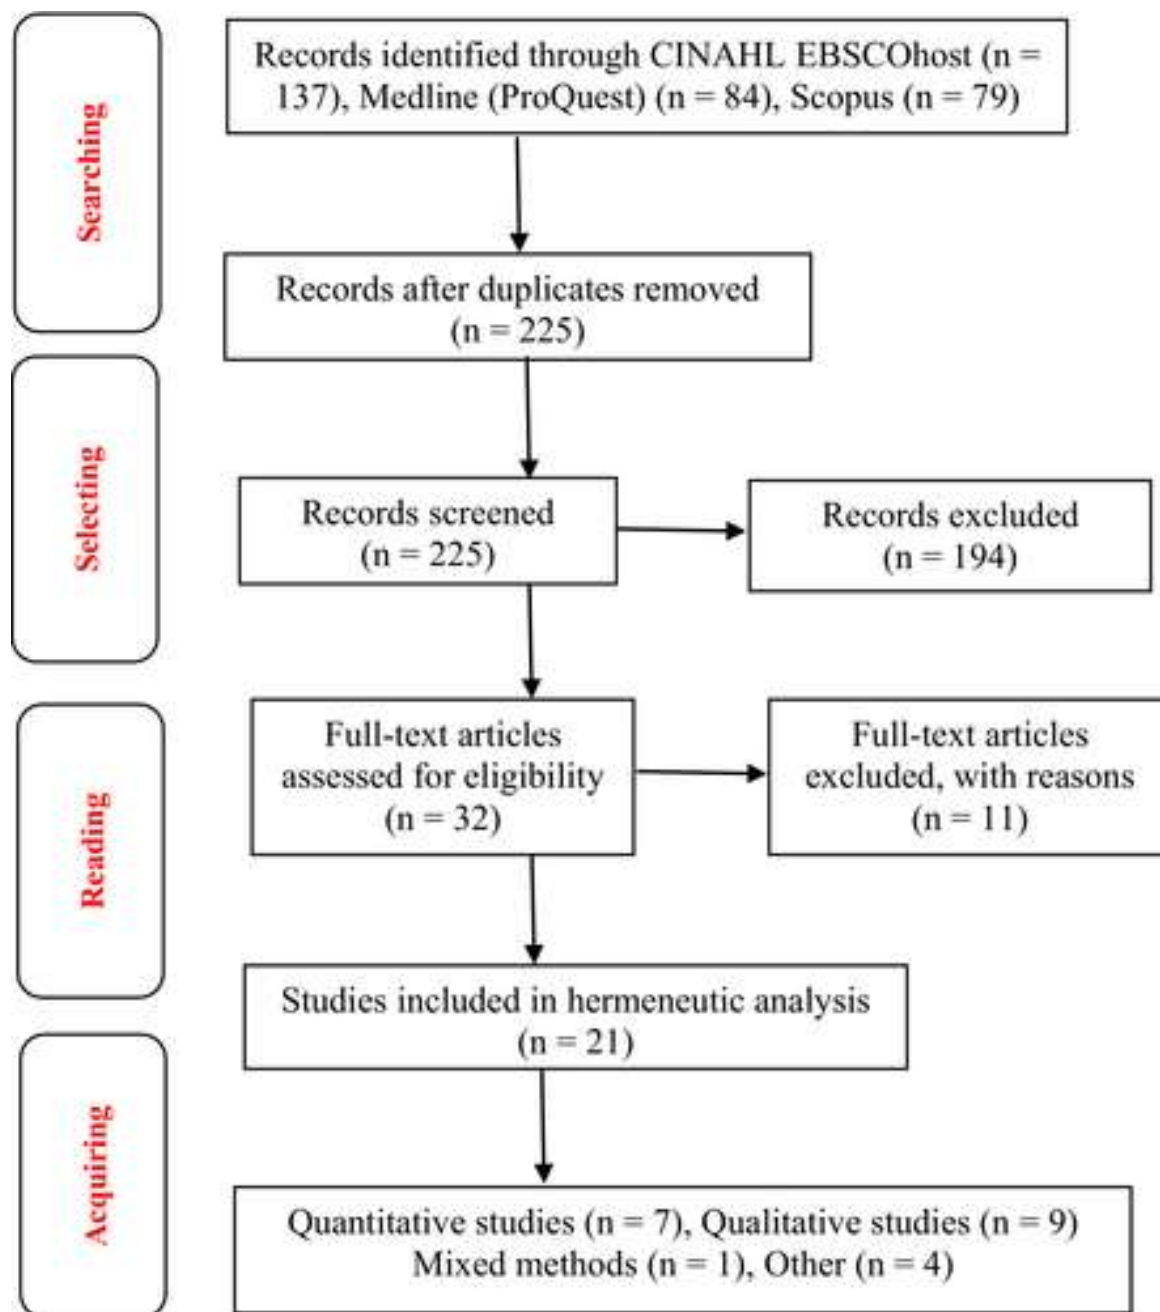 Searching
Records identified through CINAHL EBSCOhost (n =
137), Medline (ProQuest) (n = 84), Scopus (n = 79)
Records after duplicates removed
(n = 225)
Selecting
Records screened
(n = 225)
Records excluded
(n = 194)
Reading
Full-text articles
assessed for eligibility
(n = 32)
Full-text articles
excluded, with reasons
(n = 11)
Studies included in hermeneutic analysis
(n = 21)
Acquiring
Quantitative studies (n = 7), Qualitative studies (n = 9)
Mixed methods (n = 1), Other (n = 4)